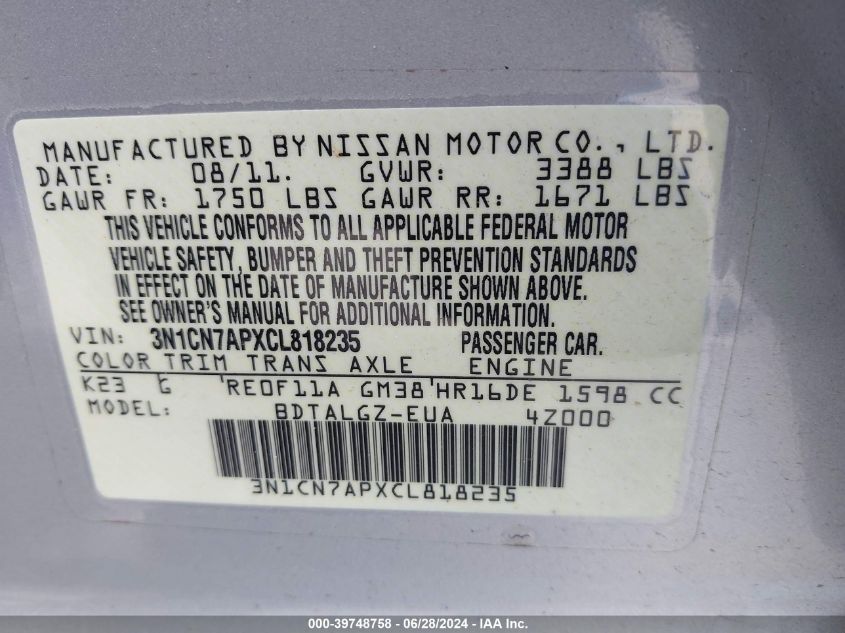 MANUFACTURED BY NISSAN MOTOR CO., LTD.
DATE: 08/11. GVWR: 3388 LBS
GAWR FR: 1750 LBS GAWR RR: 1671 LBS
THIS VEHICLE CONFORMS TO ALL APPLICABLE FEDERAL MOTOR
VEHICLE SAFETY, BUMPER AND THEFT PREVENTION STANDARDS
IN EFFECT ON THE DATE OF MANUFACTURE SHOWN ABOVE.
SEE OWNER'S MANUAL FOR ADDITIONAL INFORMATION.
VIN: 3N1CN7APXCL818235 PASSENGER CAR.
COLOR TRIM TRANS AXLE ENGINE
K23 G RE0F11A GM38 HR16DE 1598 CC
MODEL: BDTALGZ-EUA 4Z000
3N1CN7APXCL818235
000-39748758 - 06/28/2024 - IAA Inc.